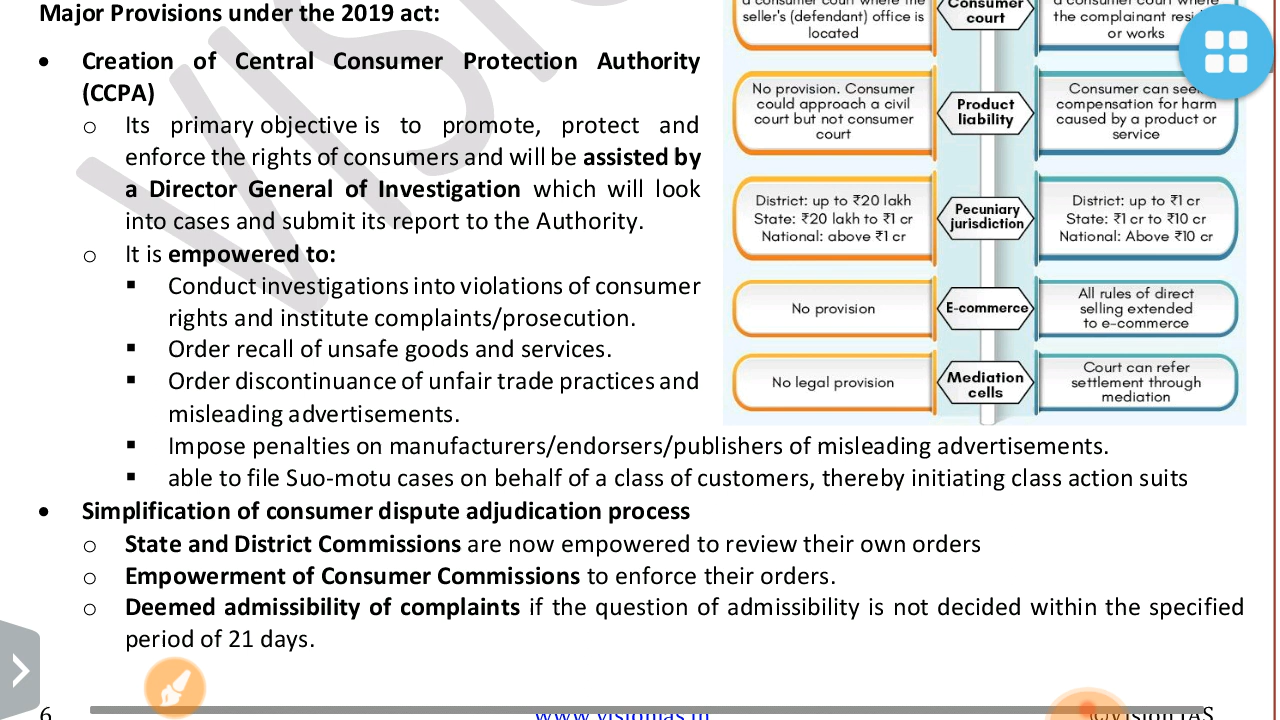 Major Provisions under the 2019 act:
• Creation of Central Consumer Protection Authority
(CCPA)
o Its primary objective is to promote, protect and
enforce the rights of consumers and will be assisted by
a Director General of Investigation which will look
into cases and submit its report to the Authority.
o It is empowered to:
▪ Conduct investigations into violations of consumer
rights and institute complaints/prosecution.
▪ Order recall of unsafe goods and services.
▪ Order discontinuance of unfair trade practices and
misleading advertisements.
▪ Impose penalties on manufacturers/endorsers/publishers of misleading advertisements.
▪ able to file Suo-motu cases on behalf of a class of customers, thereby initiating class action suits
• Simplification of consumer dispute adjudication process
o State and District Commissions are now empowered to review their own orders
o Empowerment of Consumer Commissions to enforce their orders.
o Deemed admissibility of complaints if the question of admissibility is not decided within the specified
period of 21 days.
a consumer court where the
seller's (defendant) office is
located
Consumer
court
a consumer court where
the complainant
or works
No provision. Consumer
could approach a civil
court but not consumer
court
Product
liability
Consumer can
compensation for harm
caused by a product or
service
District: up to ₹20 lakh
State: ₹20 lakh to ₹1 cr
National: above ₹1 cr
Pecuniary
jurisdiction
District: up to ₹1 cr
State: ₹1 cr to ₹10 cr
National: Above ₹10 cr
No provision
E-commerce
All rules of direct
selling extended
to e-commerce
No legal provision
Mediation
cells
Court can refer
settlement through
mediation
6
www.visionias.in
©Vision IAS